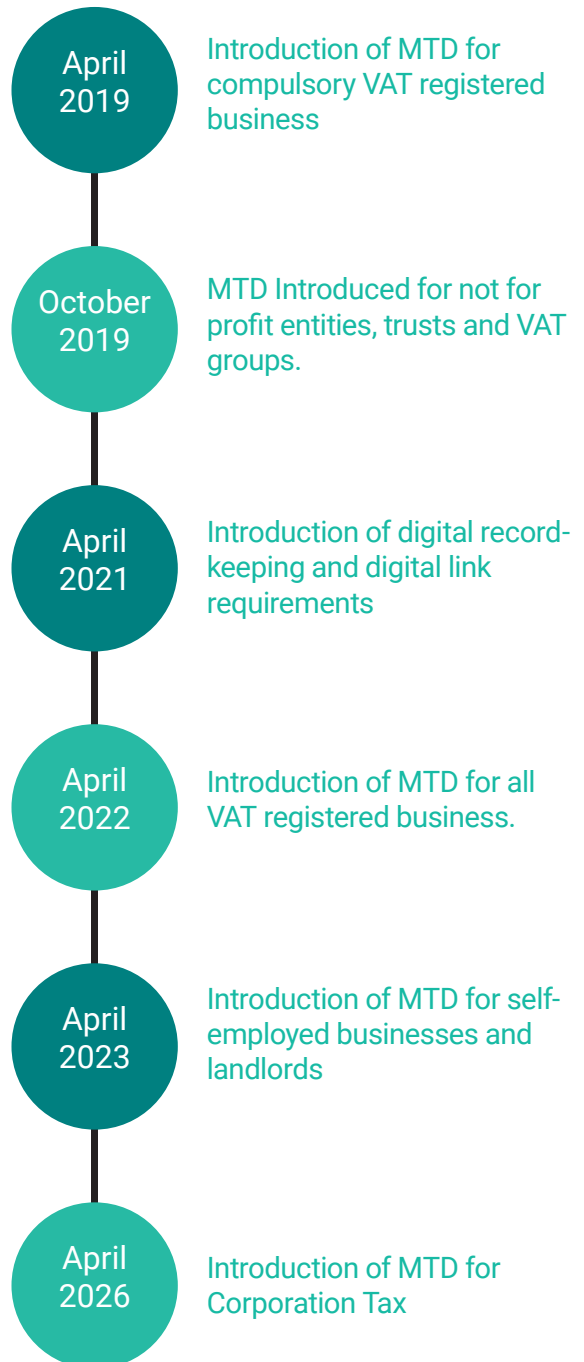 April
2019
Introduction of MTD for
compulsory VAT registered
business
October
2019
MTD Introduced for not for
profit entities, trusts and VAT
groups.
April
2021
Introduction of digital record-
keeping and digital link
requirements
April
2022
Introduction of MTD for all
VAT registered business.
April
2023
Introduction of MTD for self-
employed businesses and
landlords
April
2026
Introduction of MTD for
Corporation Tax